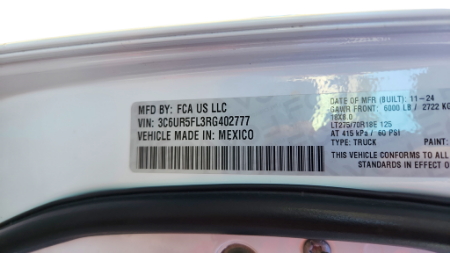 MFD BY: FCA US LLC
VIN: 3C6UR5FL3RG402777
VEHICLE MADE IN: MEXICO
DATE OF MFR (BUILT): 11-24
GAWR FRONT: 6000 LB / 2722 K
18X8.0
LT275/70R18E 125
AT 415 kPa / 60 PSI
TYPE: TRUCK PAINT:
THIS VEHICLE CONFORMS TO ALL
STANDARDS IN EFFECT O